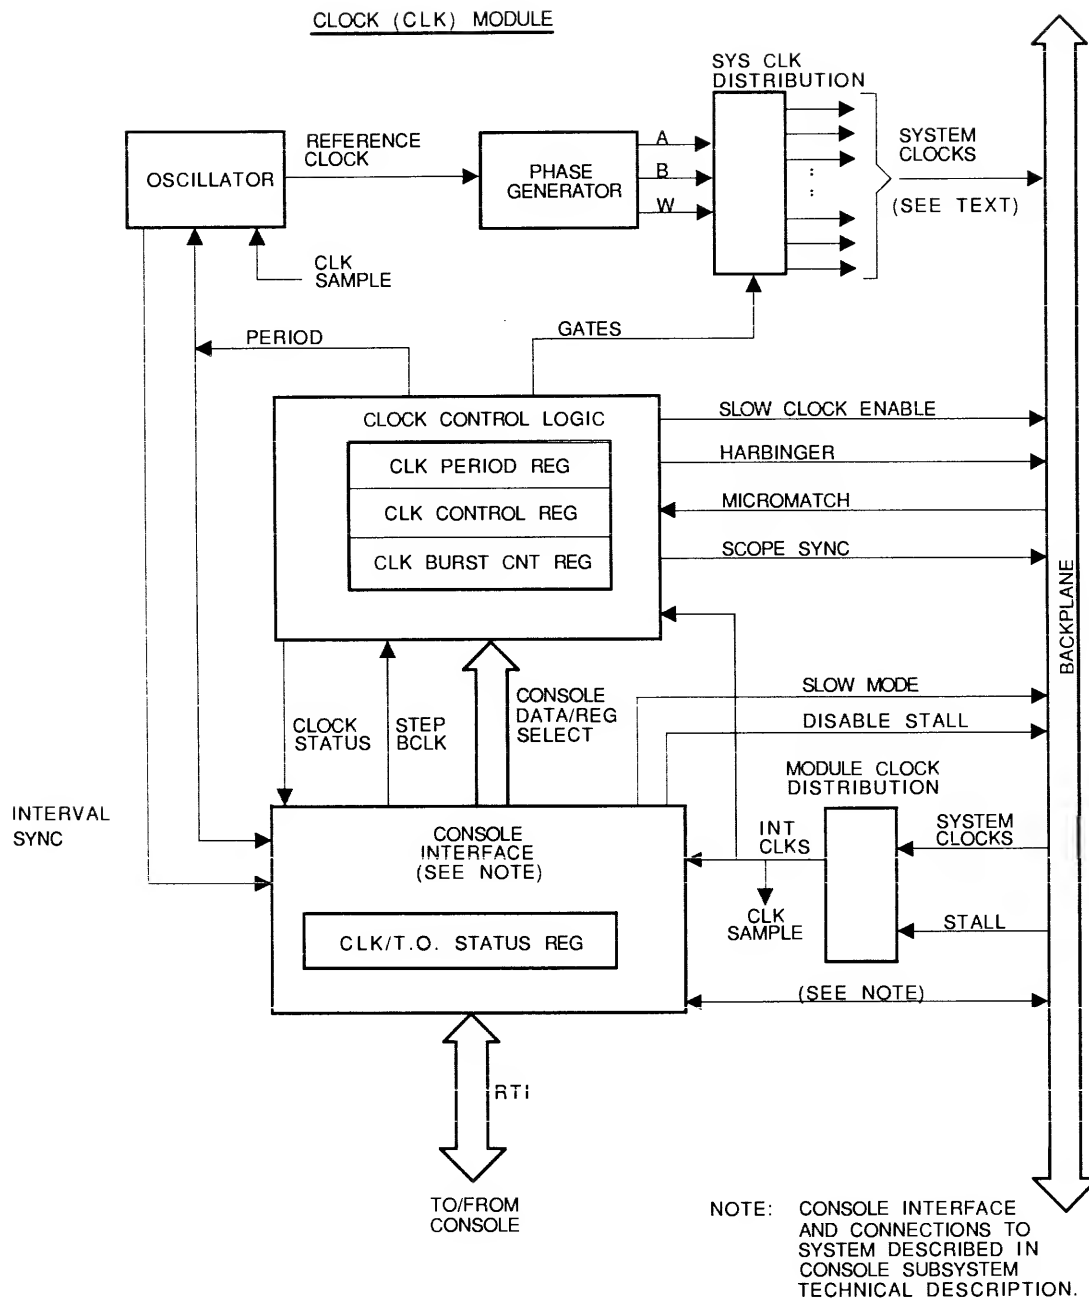 CLOCK (CLK) MODULE
SYS CLK
DISTRIBUTION
REFERENCE
CLOCK
OSCILLATOR
PHASE
GENERATOR
A
B
W
SYSTEM
CLOCKS
(SEE TEXT)
CLK
SAMPLE
PERIOD
GATES
CLOCK CONTROL LOGIC
CLK PERIOD REG
CLK CONTROL REG
CLK BURST CNT REG
SLOW CLOCK ENABLE
HARBINGER
MICROMATCH
SCOPE SYNC
BACKPLANE
CLOCK
STATUS
STEP
BCLK
CONSOLE
DATA/REG
SELECT
SLOW MODE
DISABLE STALL
MODULE CLOCK
DISTRIBUTION
INTERVAL
SYNC
CONSOLE
INTERFACE
(SEE NOTE)
CLK/T.O. STATUS REG
INT
CLKS
CLK
SAMPLE
SYSTEM
CLOCKS
STALL
(SEE NOTE)
RTI
TO/FROM
CONSOLE
NOTE: CONSOLE INTERFACE
AND CONNECTIONS TO
SYSTEM DESCRIBED IN
CONSOLE SUBSYSTEM
TECHNICAL DESCRIPTION.